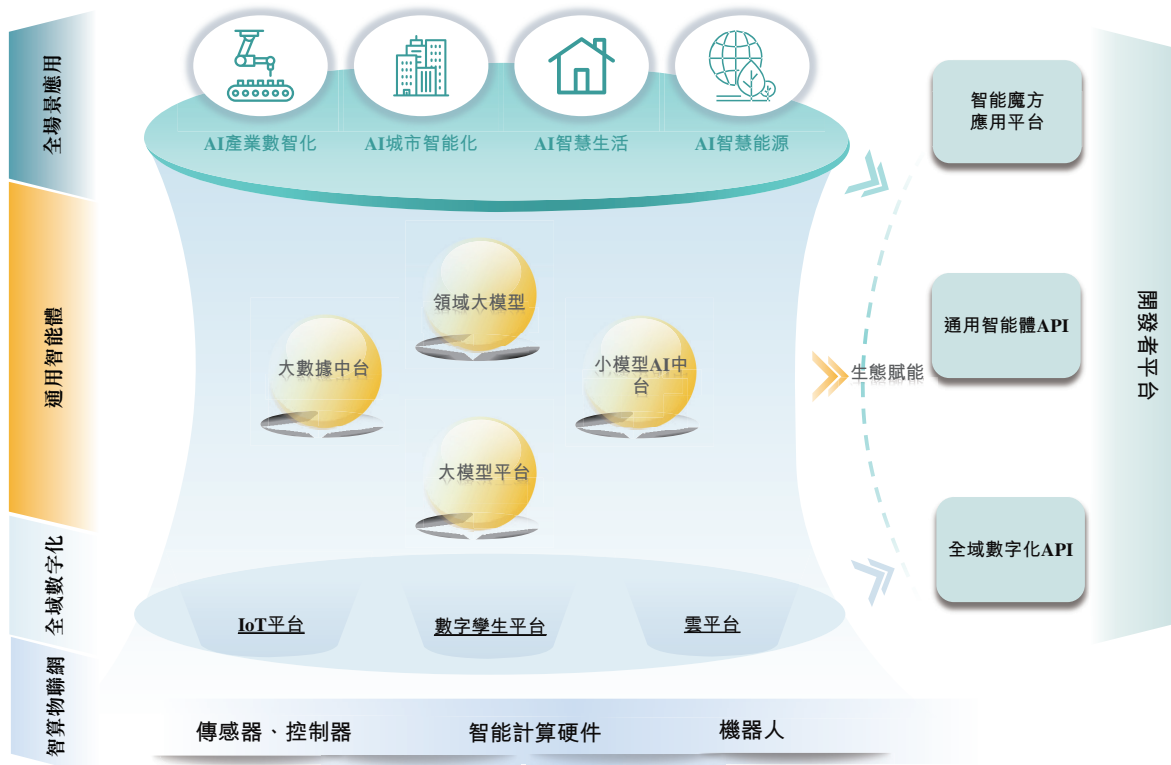 全場景應用
AI產業數智化
AI城市智能化
AI智慧生活
AI智慧能源
通用智能體
領域大模型
大數據中台
小模型AI中
台
大模型平台
生態賦能
全域數字化
IoT平台
數字孿生平台
雲平台
智算物聯網
傳感器、控制器
智能計算硬件
機器人
智能魔方
應用平台
通用智能體API
全域數字化API
開發者平台